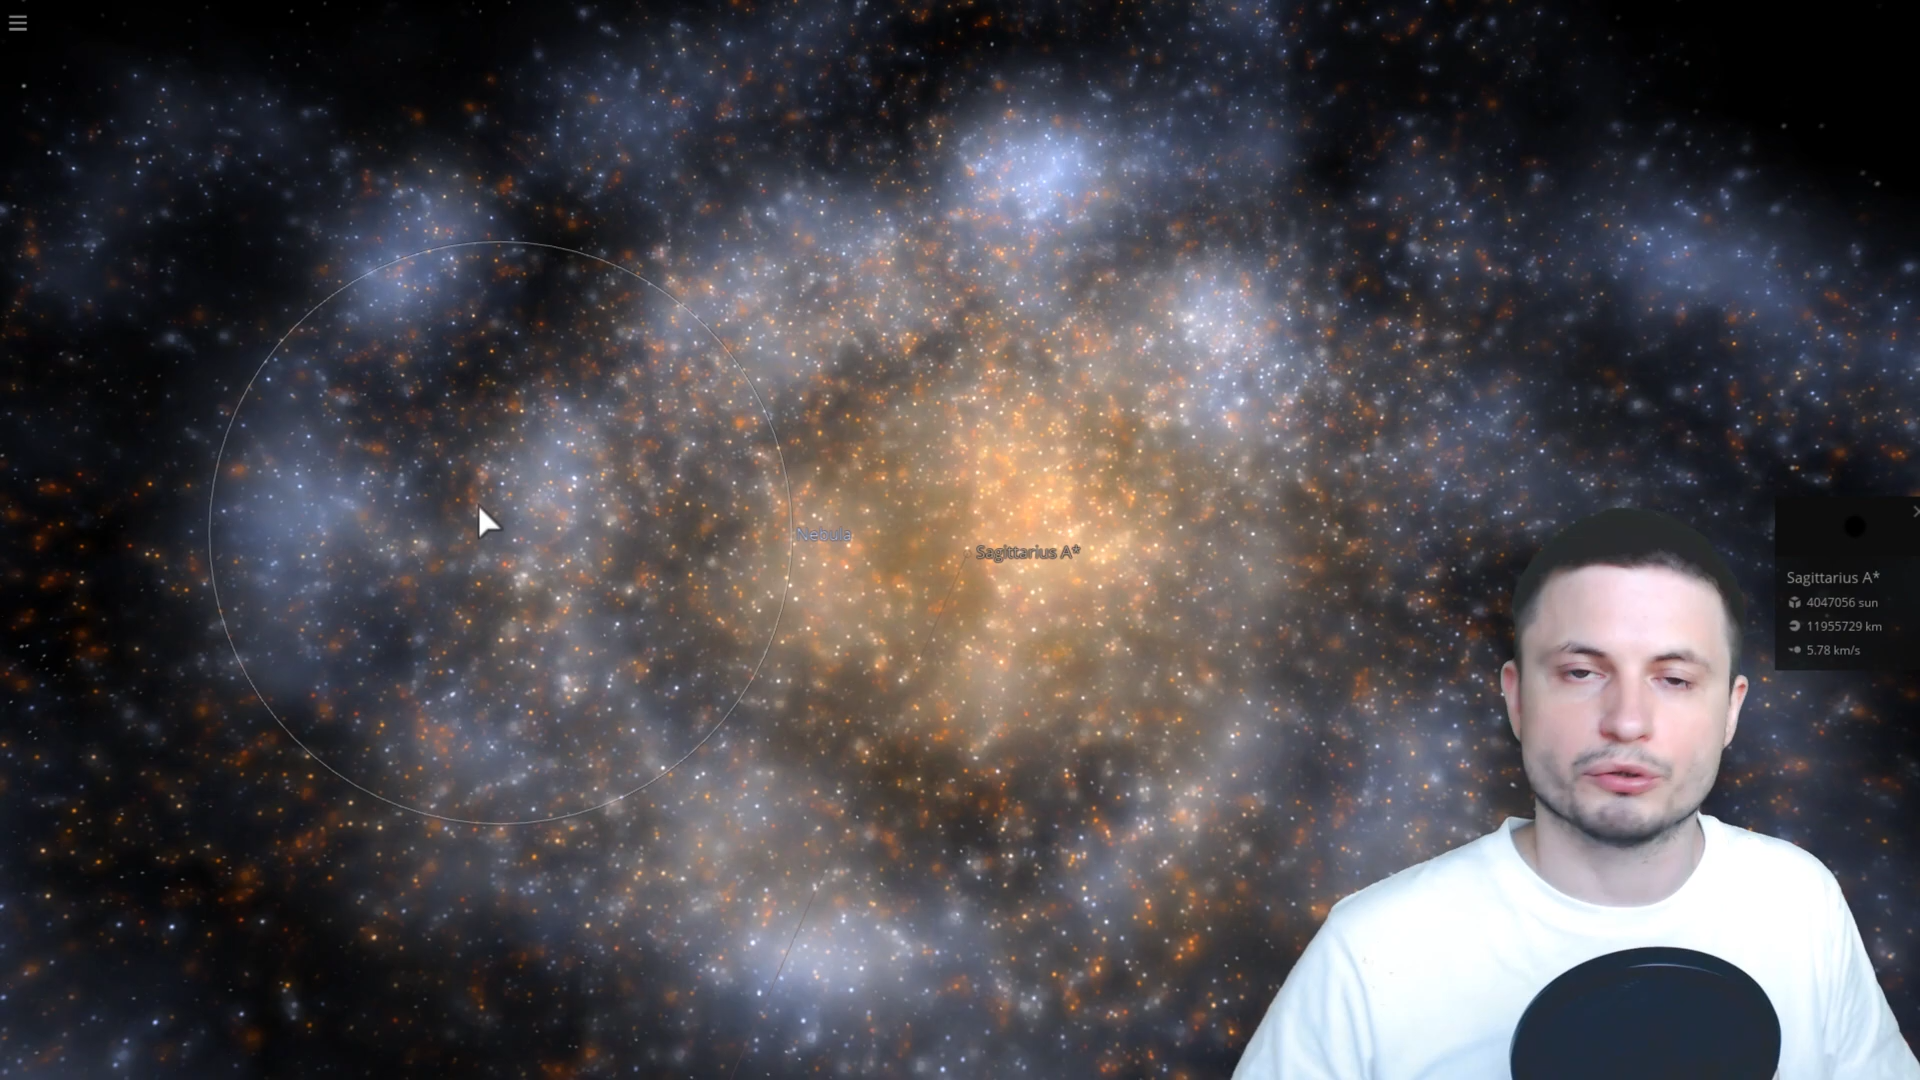 Nebula
Sagittarius A*
Sagittarius A*
4047056 sun
11955729 km
5.78 km/s